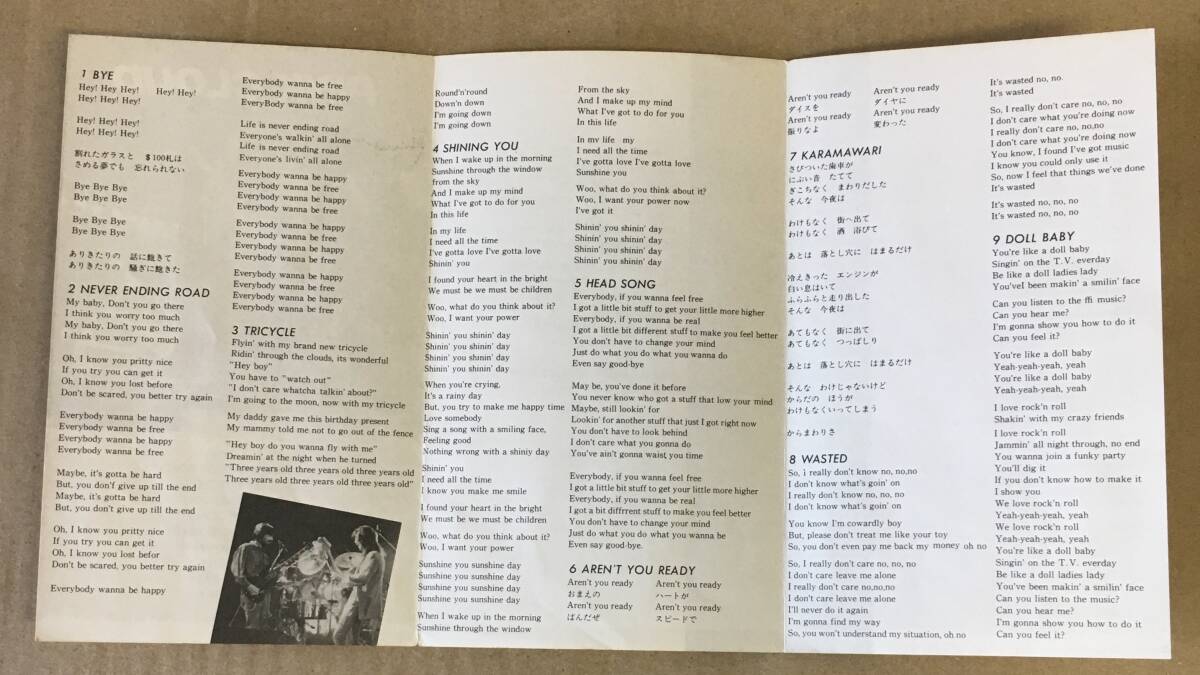 1 BYE
Hey! Hey Hey! Hey! Hey!
Hey! Hey! Hey!
Hey! Hey! Hey!
Hey! Hey! Hey!
割れたガラスと $100札は
さめる夢でも 忘れられない
Bye Bye Bye
Bye Bye Bye
Bye Bye Bye
Bye Bye Bye
ありきたりの 話に飽きて
ありきたりの 騒ぎに飽きた
2 NEVER ENDING ROAD
My baby, Don't you go there
I think you worry too much
My baby, Don't you go there
I think you worry too much
Oh, I know you pritty nice
If you try you can get it
Oh, I know you lost before
Don't be scared, you better try again
Everybody wanna be happy
Everybody wanna be free
Everybody wanna be happy
Everybody wanna be free
Maybe, it's gotta be hard
But, you don'f give up till the end
Maybe, it's gotta be hard
But, you don't give up till the end
Oh, I know you pritty nice
If you try you can get it
Oh, I know you lost befor
Don't be scared, you better try again
Everybody wanna be happy
Everybody wanna be free
Everybody wanna be happy
EveryBody wanna be free
Life is never ending road
Everyone's walkin' all alone
Life is never ending road
Everyone's livin' all alone
Everybody wanna be happy
Everybody wanna be free
Everybody wanna be happy
Everybody wanna be free
Everybody wanna be happy
Everybody wanna be free
Everybody wanna be happy
Everybody wanna be free
Everybody wanna be happy
Everybody wanna be free
Everybody wanna be happy
Everybody wanna be free
3 TRICYCLE
Flyin' with my brand new tricycle
Ridin' through the clouds, its wonderful
"Hey boy"
You have to "watch out"
"I don't care whatcha talkin' about?"
I'm going to the moon, now with my tricycle
My daddy gave me this birthday present
My mammy told me not to go out of the fence
"Hey boy do you wanna fly with me"
Dreamin' at the night when he turned
"Three years old three years old three years old
Three years old three years old three years old"
Round'n'round
Down'n down
I'm going down
I'm going down
4 SHINING YOU
When I wake up in the morning
Sunshine through the window
from the sky
And I make up my mind
What I've got to do for you
In this life
In my life
I need all the time
I've gotta love I've gotta love
Shinin' you
I found your heart in the bright
We must be we must be children
Woo, what do you think about it?
Woo, I want your power
Shinin' you shinin' day
Shinin' you shinin' day
Shinin' you shinin' day
Shinin' you shinin' day
When you're crying,
It's a rainy day
But, you try to make me happy time
Love somebody
Sing a song with a smiling face,
Feeling good
Nothing wrong with a shiniy day
Shinin' you
I need all the time
I know you make me smile
I found your heart in the bright
We must be we must be children
Woo, what do you think about it?
Woo, I want your power
Sunshine you sunshine day
Sunshine you sunshine day
Sunshine you sunshine day
Sunshine you sunshine day
When I wake up in the morning
Sunshine through the window
From the sky
And I make up my mind
What I've got to do for you
In this life
In my life my
I need all the time
I've gotta love I've gotta love
Sunshine you
Woo, what do you think about it?
Woo, I want your power now
I've got it
Shinin' you shinin' day
Shinin' you shinin' day
Shinin' you shinin' day
Shinin' you shinin' day
5 HEAD SONG
Everybody, if you wanna feel free
I got a little bit stuff to get your little more higher
Everybody, if you wanna be real
I got a little bit different stuff to make you feel better
You don't have to change your mind
Just do what you do what you wanna do
Even say good-bye
May be, you've done it before
You never know who got a stuff that low your mind
Maybe, still lookin' for
Lookin' for another stuff that just I got right now
You don't have to look behind
I don't care what you gonna do
You've ain't gonna waist you time
Everybody, if you wanna feel free
I got a little bit stuff to get your little more higher
Everybody, if you wanna be real
I got a bit diffrrent stuff to make you feel better
You don't have to change your mind
Just do what you do what you wanna be
Even say good-bye.
6 AREN'T YOU READY
Aren't you ready Aren't you ready
おまえの ハートが
Aren't you ready Aren't you ready
ばんだぜ スピードで
Aren't you ready Aren't you ready
ダイスを ダイヤに
Aren't you ready Aren't you ready
振りなよ 変わった
7 KARAMAWARI
さびついた歯車が
にぶい音 たてて
ぎこちなく まわりだした
そんな 今夜は
わけもなく 街へ出て
わけもなく 酒 浴びて
あとは 落とし穴に はまるだけ
冷えきった エンジンが
白い息はいて
ふらふらと走り出した
そんな 今夜は
あてもなく 街に出て
あてもなく つっぱしり
あとは 落とし穴に はまるだけ
そんな わけじゃないけど
からだの ほうが
わけもなくいってしまう
からまわりさ
8 WASTED
So, i really don't know no, no,no
I don't know what's goin' on
I really don't know no, no, no
I don't know what's goin' on
You know I'm cowardly boy
But, please don't treat me like your toy
So, you don't even pay me back my money oh no
So, I really don't care no, no, no
I don't care leave me alone
I really don't care no,no,no
I don't care leave me alone
I'll never do it again
I'm gonna find my way
So, you won't understand my situation, oh no
It's wasted no, no.
It's wasted
So, I really don't care no, no, no
I don't care what you're doing now
I really don't care no, no,no
I don't care what you're doing now
You know, I found I've got music
I know you could only use it
So, now I feel that things we've done
It's wasted
It's wasted no, no, no
It's wasted no, no, no
9 DOLL BABY
You're like a doll baby
Singin' on the T.V. everday
Be like a doll ladies lady
You'veI been makin' a smilin' face
Can you listen to the ffi music?
Can you hear me?
I'm gonna show you how to do it
Can you feel it?
You're like a doll baby
Yeah-yeah-yeah, yeah
You're like a doll baby
Yeah-yeah-yeah, yeah
I love rock'n roll
Shakin' with my crazy friends
I love rock'n roll
Jammin' all night through, no end
You wanna join a funky party
You'll dig it
If you don't know how to make it
I show you
We love rock'n roll
Yeah-yeah-yeah, yeah
We love rock'n roll
Yeah-yeah-yeah, yeah
You're like a doll baby
Singin' on the T.V. everday
Be like a doll ladies lady
You've been makin' a smilin' face
Can you listen to the music?
Can you hear me?
I'm gonna show you how to do it
Can you feel it?